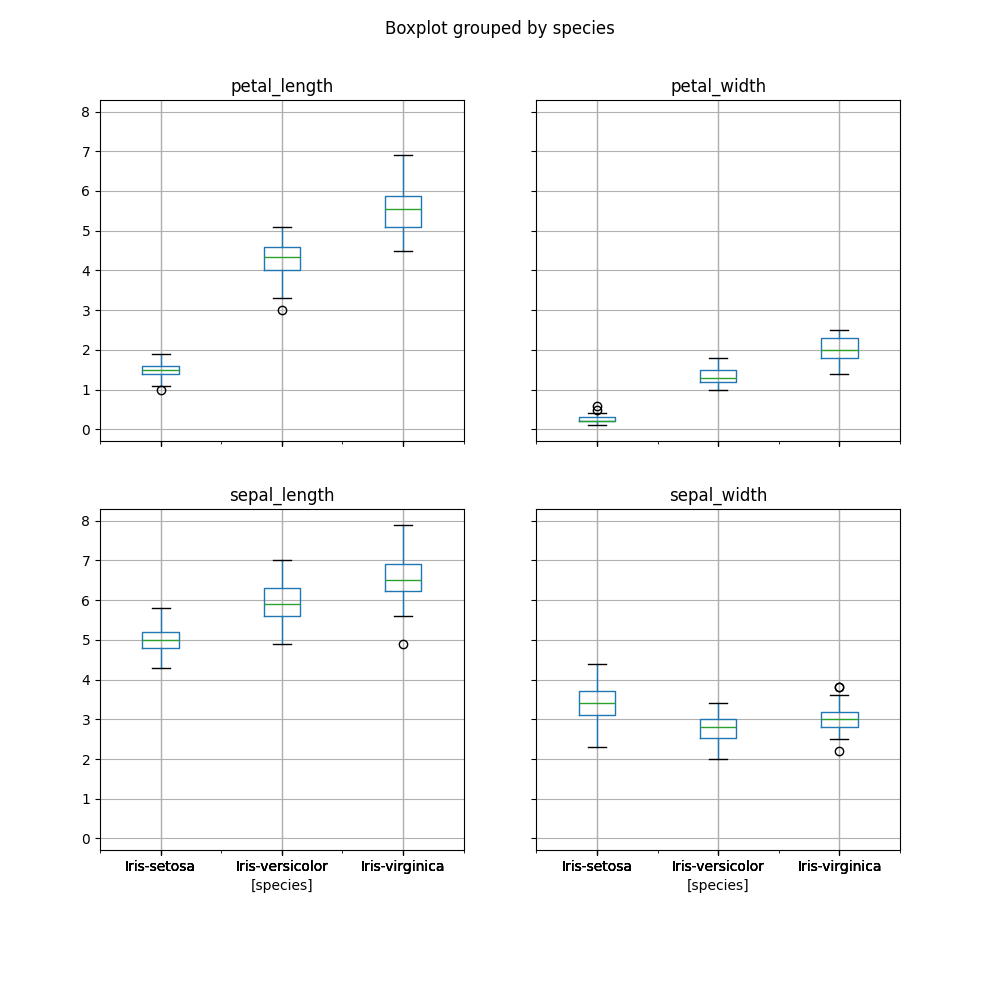 Boxplot grouped by species
petal_length
petal_width
8
7
6
5
4
3
2
1
0
sepal_length
sepal_width
8
7
6
5
4
3
2
1
0
Iris-setosa Iris-versicolor Iris-virginica
[species]
Iris-setosa Iris-versicolor Iris-virginica
[species]